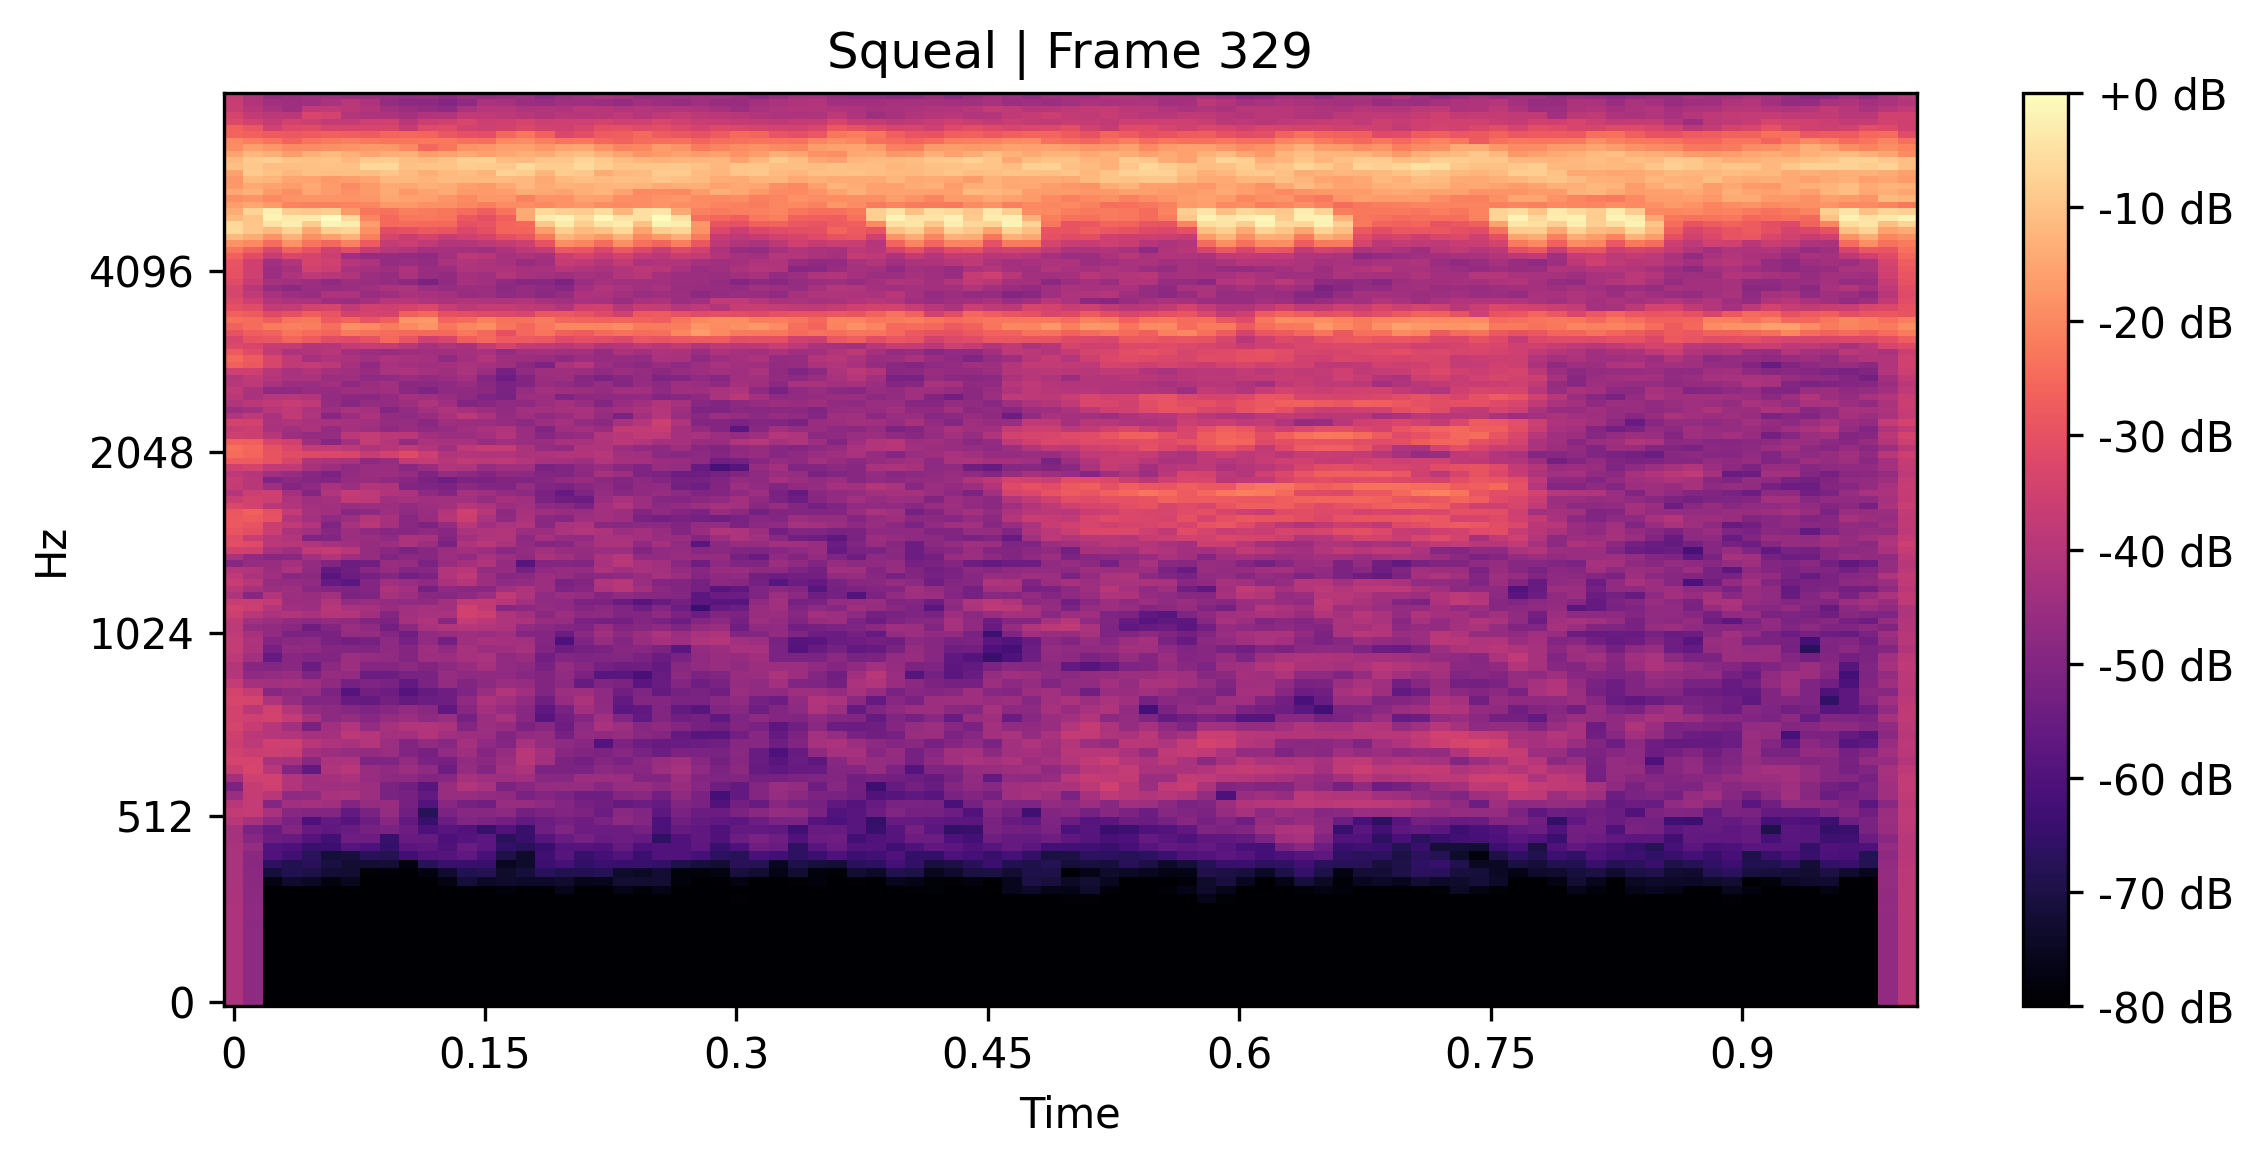 Squeal | Frame 329
+0 dB
-10 dB
-20 dB
-30 dB
-40 dB
-50 dB
-60 dB
-70 dB
-80 dB
4096
2048
1024
512
0
Hz
0 0.15 0.3 0.45 0.6 0.75 0.9
Time